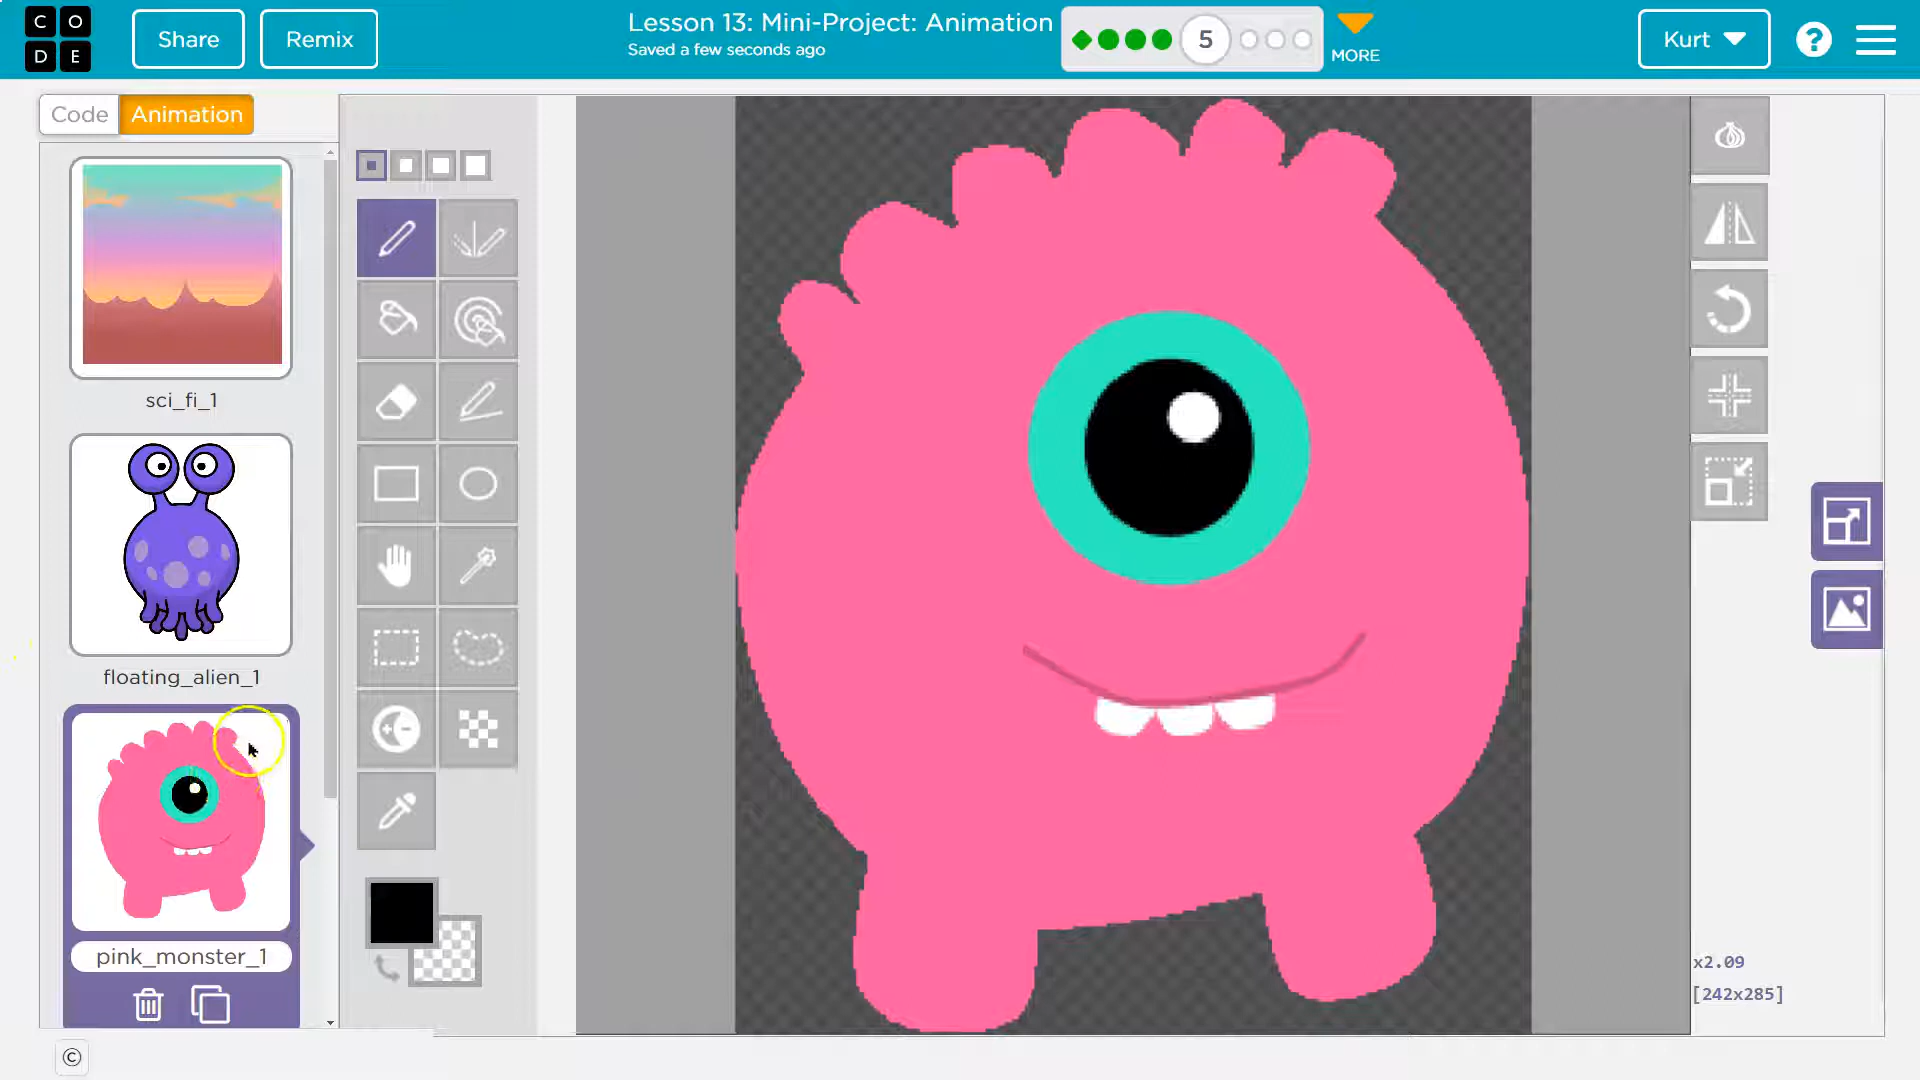 C O
D E
Share
Remix
Lesson 13: Mini-Project: Animation
Saved a few seconds ago
5
MORE
Kurt
?
Code
Animation
sci_fi_1
floating_alien_1
pink_monster_1
x2.09
[242x285]
©